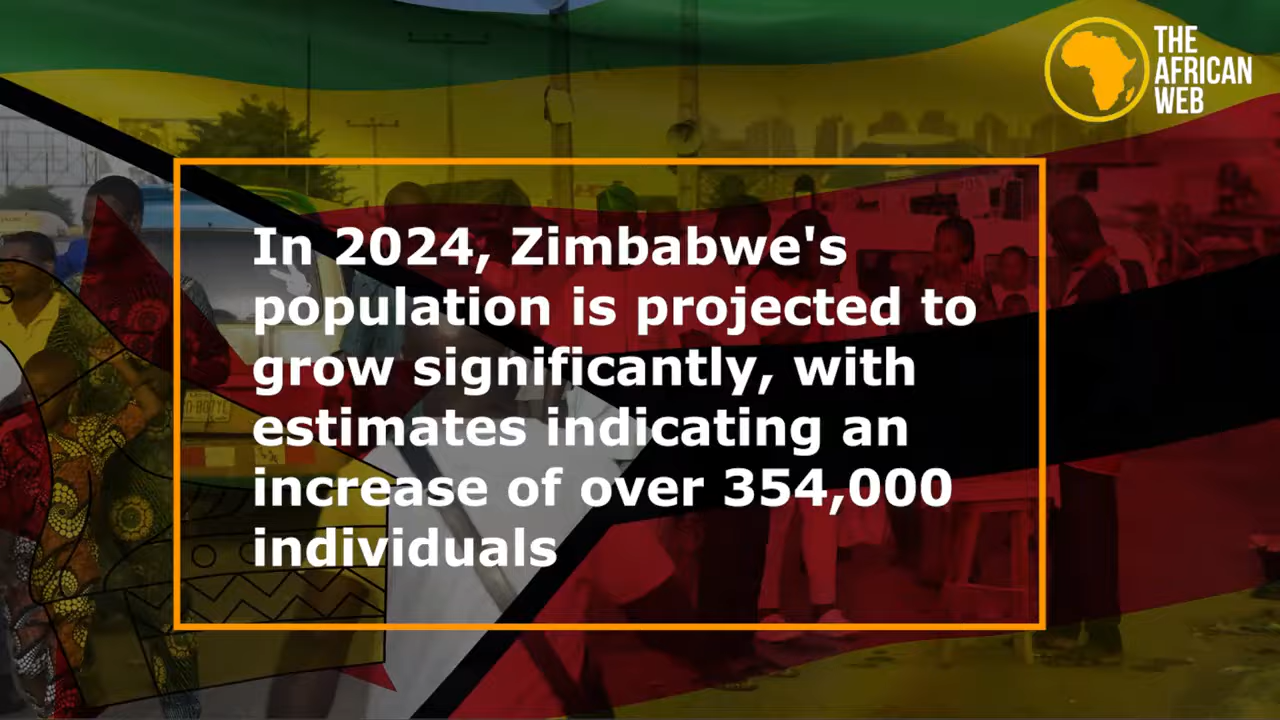 THE
AFRICAN
WEB
In 2024, Zimbabwe's
population is projected to
grow significantly, with
estimates indicating an
increase of over 354,000
individuals